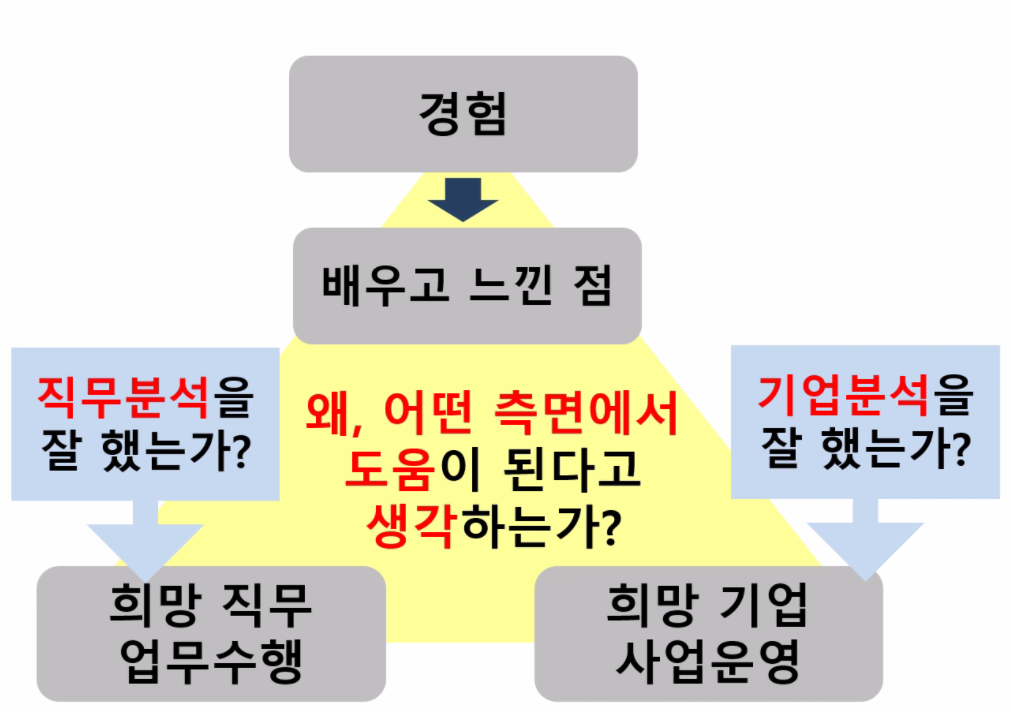 경험
배우고 느낀 점
직무분석을
잘 했는가?
왜, 어떤 측면에서
도움이 된다고
생각하는가?
기업분석을
잘 했는가?
희망 직무
업무수행
희망 기업
사업운영